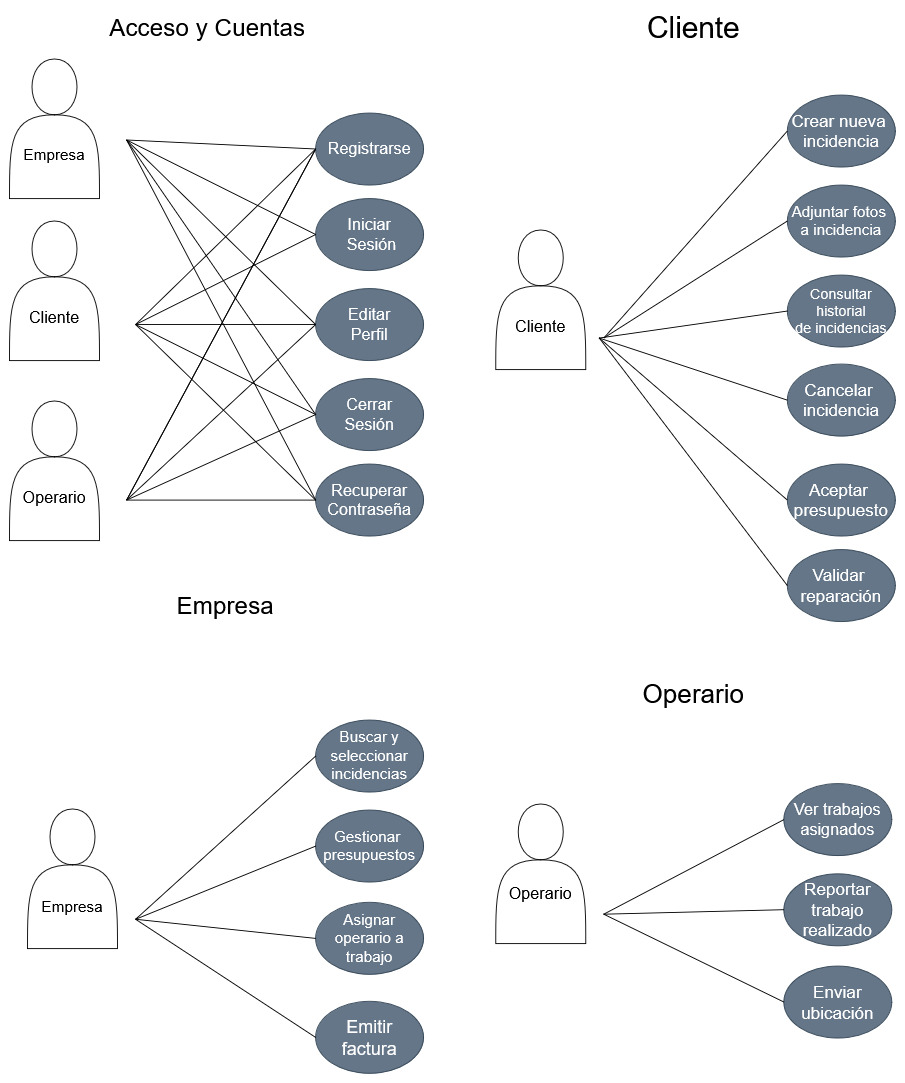 Acceso y Cuentas
Empresa
Cliente
Operario
Registrarse
Iniciar
Sesión
Editar
Perfil
Cerrar
Sesión
Recuperar
Contraseña
Cliente
Cliente
Crear nueva
incidencia
Adjuntar fotos
a incidencia
Consultar
historial
de incidencias
Cancelar
incidencia
Aceptar
presupuesto
Validar
reparación
Empresa
Empresa
Buscar y
seleccionar
incidencias
Gestionar
presupuestos
Asignar
operario a
trabajo
Emitir
factura
Operario
Operario
Ver trabajos
asignados
Reportar
trabajo
realizado
Enviar
ubicación